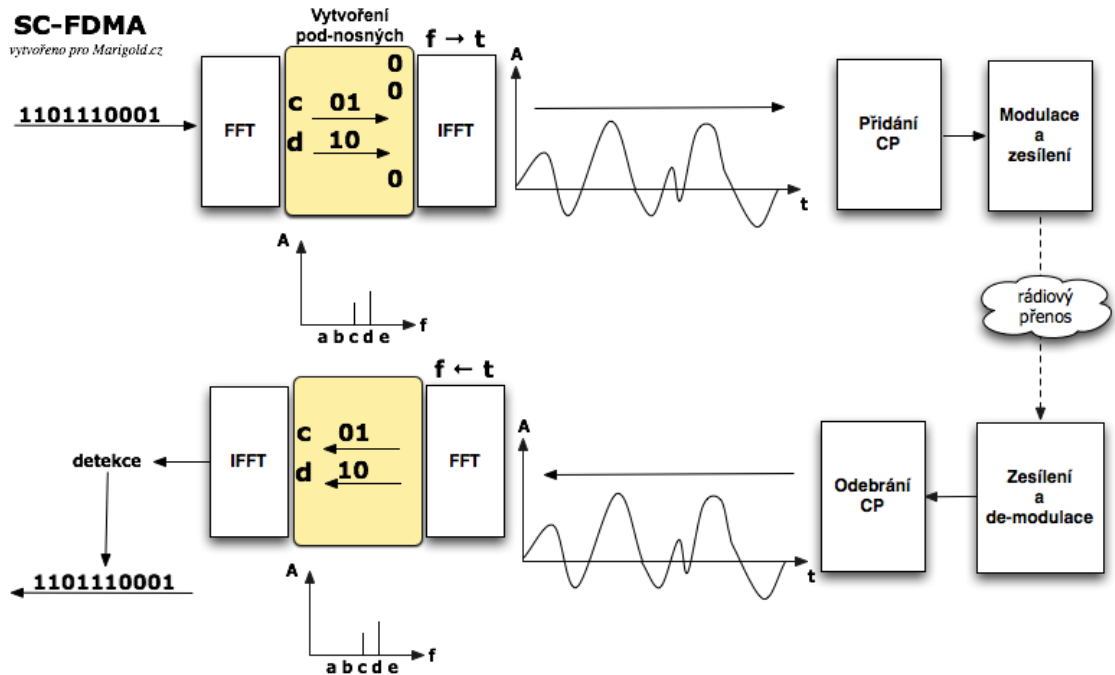 SC-FDMA
vytvořeno pro Marigold.cz
Vytvoření
pod-nosných
f → t
1101110001
FFT
0
0
c 01
d 10
0
IFFT
A
t
Přidání
CP
Modulace
a
zesílení
A
a b c d e
f
rádiový
přenos
f ← t
detekce
IFFT
c 01
d 10
FFT
A
t
Odebrání
CP
Zesílení
a
de-modulace
1101110001
A
a b c d e
f